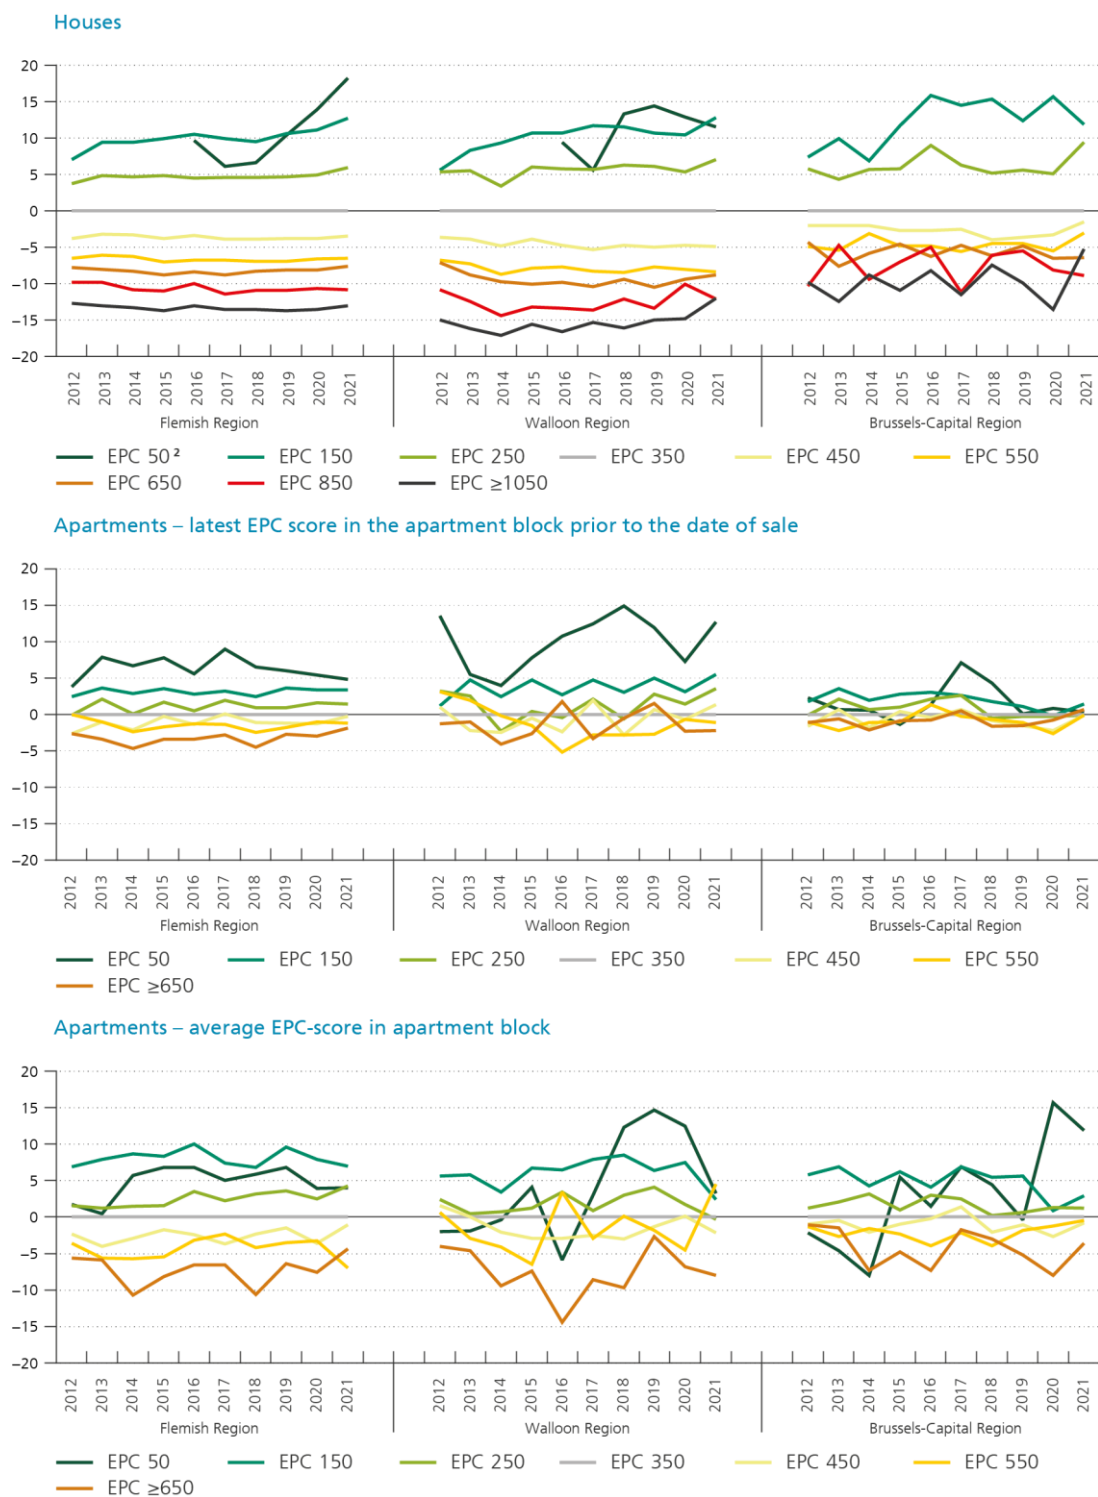 Houses
20
15
10
5
0
–5
–10
–15
–20
2012 2013 2014 2015 2016 2017 2018 2019 2020 2021 2012 2013 2014 2015 2016 2017 2018 2019 2020 2021 2012 2013 2014 2015 2016 2017 2018 2019 2020 2021
Flemish Region Walloon Region Brussels-Capital Region
EPC 50 ² EPC 150 EPC 250 EPC 350 EPC 450 EPC 550
EPC 650 EPC 850 EPC ≥1050
Apartments – latest EPC score in the apartment block prior to the date of sale
20
15
10
5
0
–5
–10
–15
–20
2012 2013 2014 2015 2016 2017 2018 2019 2020 2021 2012 2013 2014 2015 2016 2017 2018 2019 2020 2021 2012 2013 2014 2015 2016 2017 2018 2019 2020 2021
Flemish Region Walloon Region Brussels-Capital Region
EPC 50 EPC 150 EPC 250 EPC 350 EPC 450 EPC 550
EPC ≥650
Apartments – average EPC-score in apartment block
20
15
10
5
0
–5
–10
–15
–20
2012 2013 2014 2015 2016 2017 2018 2019 2020 2021 2012 2013 2014 2015 2016 2017 2018 2019 2020 2021 2012 2013 2014 2015 2016 2017 2018 2019 2020 2021
Flemish Region Walloon Region Brussels-Capital Region
EPC 50 EPC 150 EPC 250 EPC 350 EPC 450 EPC 550
EPC ≥650